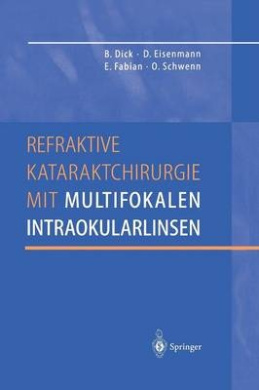 B. Dick · D. Eisenmann
E. Fabian · O. Schwenn
REFRAKTIVE
KATARAKTCHIRURGIE
MIT MULTIFOKALEN
INTRAOKULARLINSEN
Springer